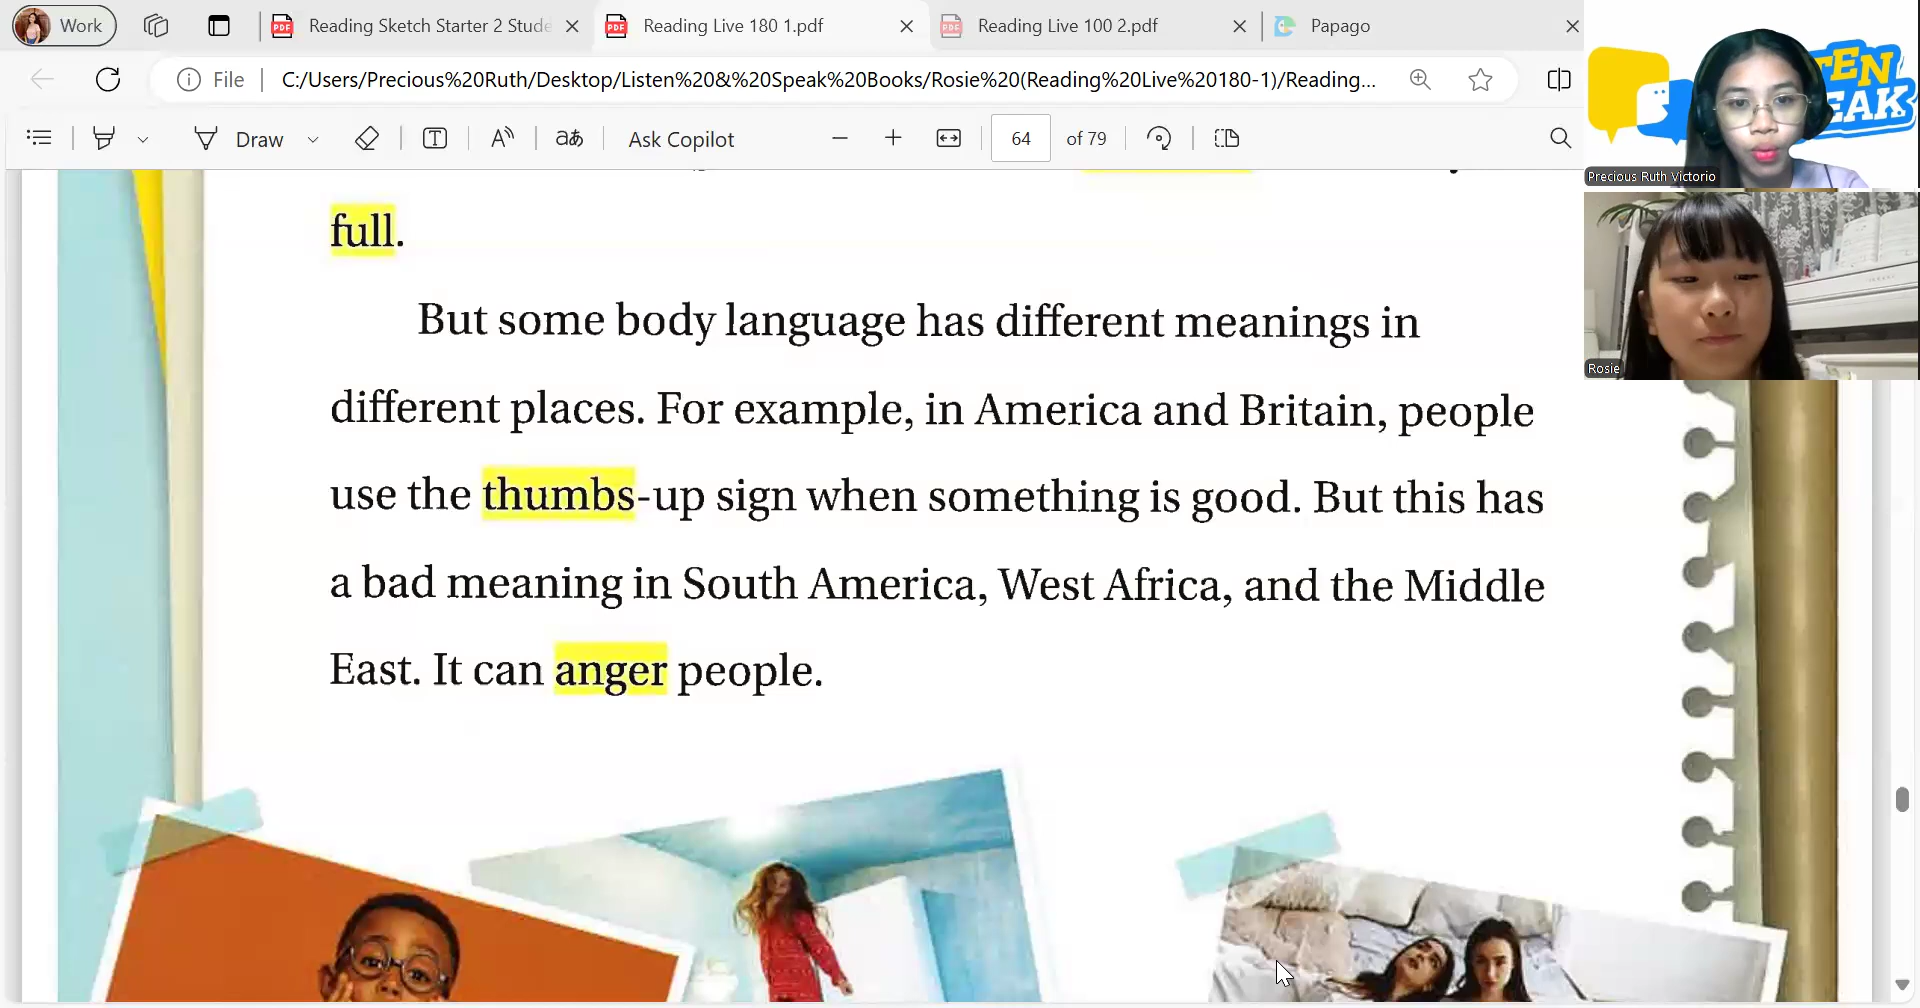 Work
Reading Sketch Starter 2 Stude
Reading Live 180 1.pdf
Reading Live 100 2.pdf
Papago
File
C:/Users/Precious%20Ruth/Desktop/Listen%20&%20Speak%20Books/Rosie%20(Reading%20Live%20180-1)/Reading...
Draw
T
A
aあ
Ask Copilot
64
of 79
TEN
EAK
Precious Ruth Victorio
Rosie
full.
But some body language has different meanings in
different places. For example, in America and Britain, people
use the thumbs-up sign when something is good. But this has
a bad meaning in South America, West Africa, and the Middle
East. It can anger people.